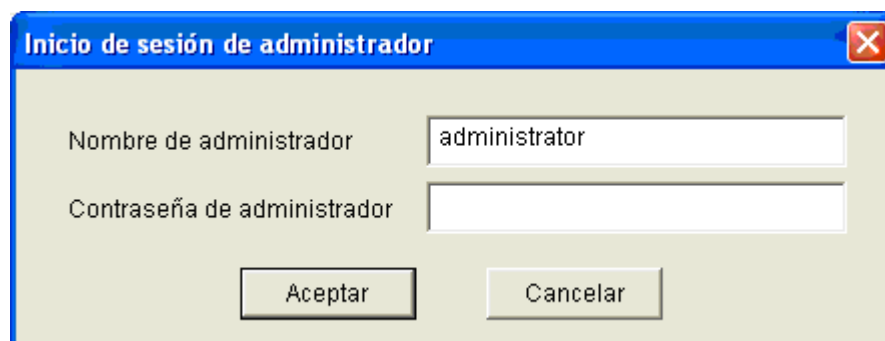 Inicio de sesión de administrador
Nombre de administrador administrator
Contraseña de administrador
Aceptar Cancelar